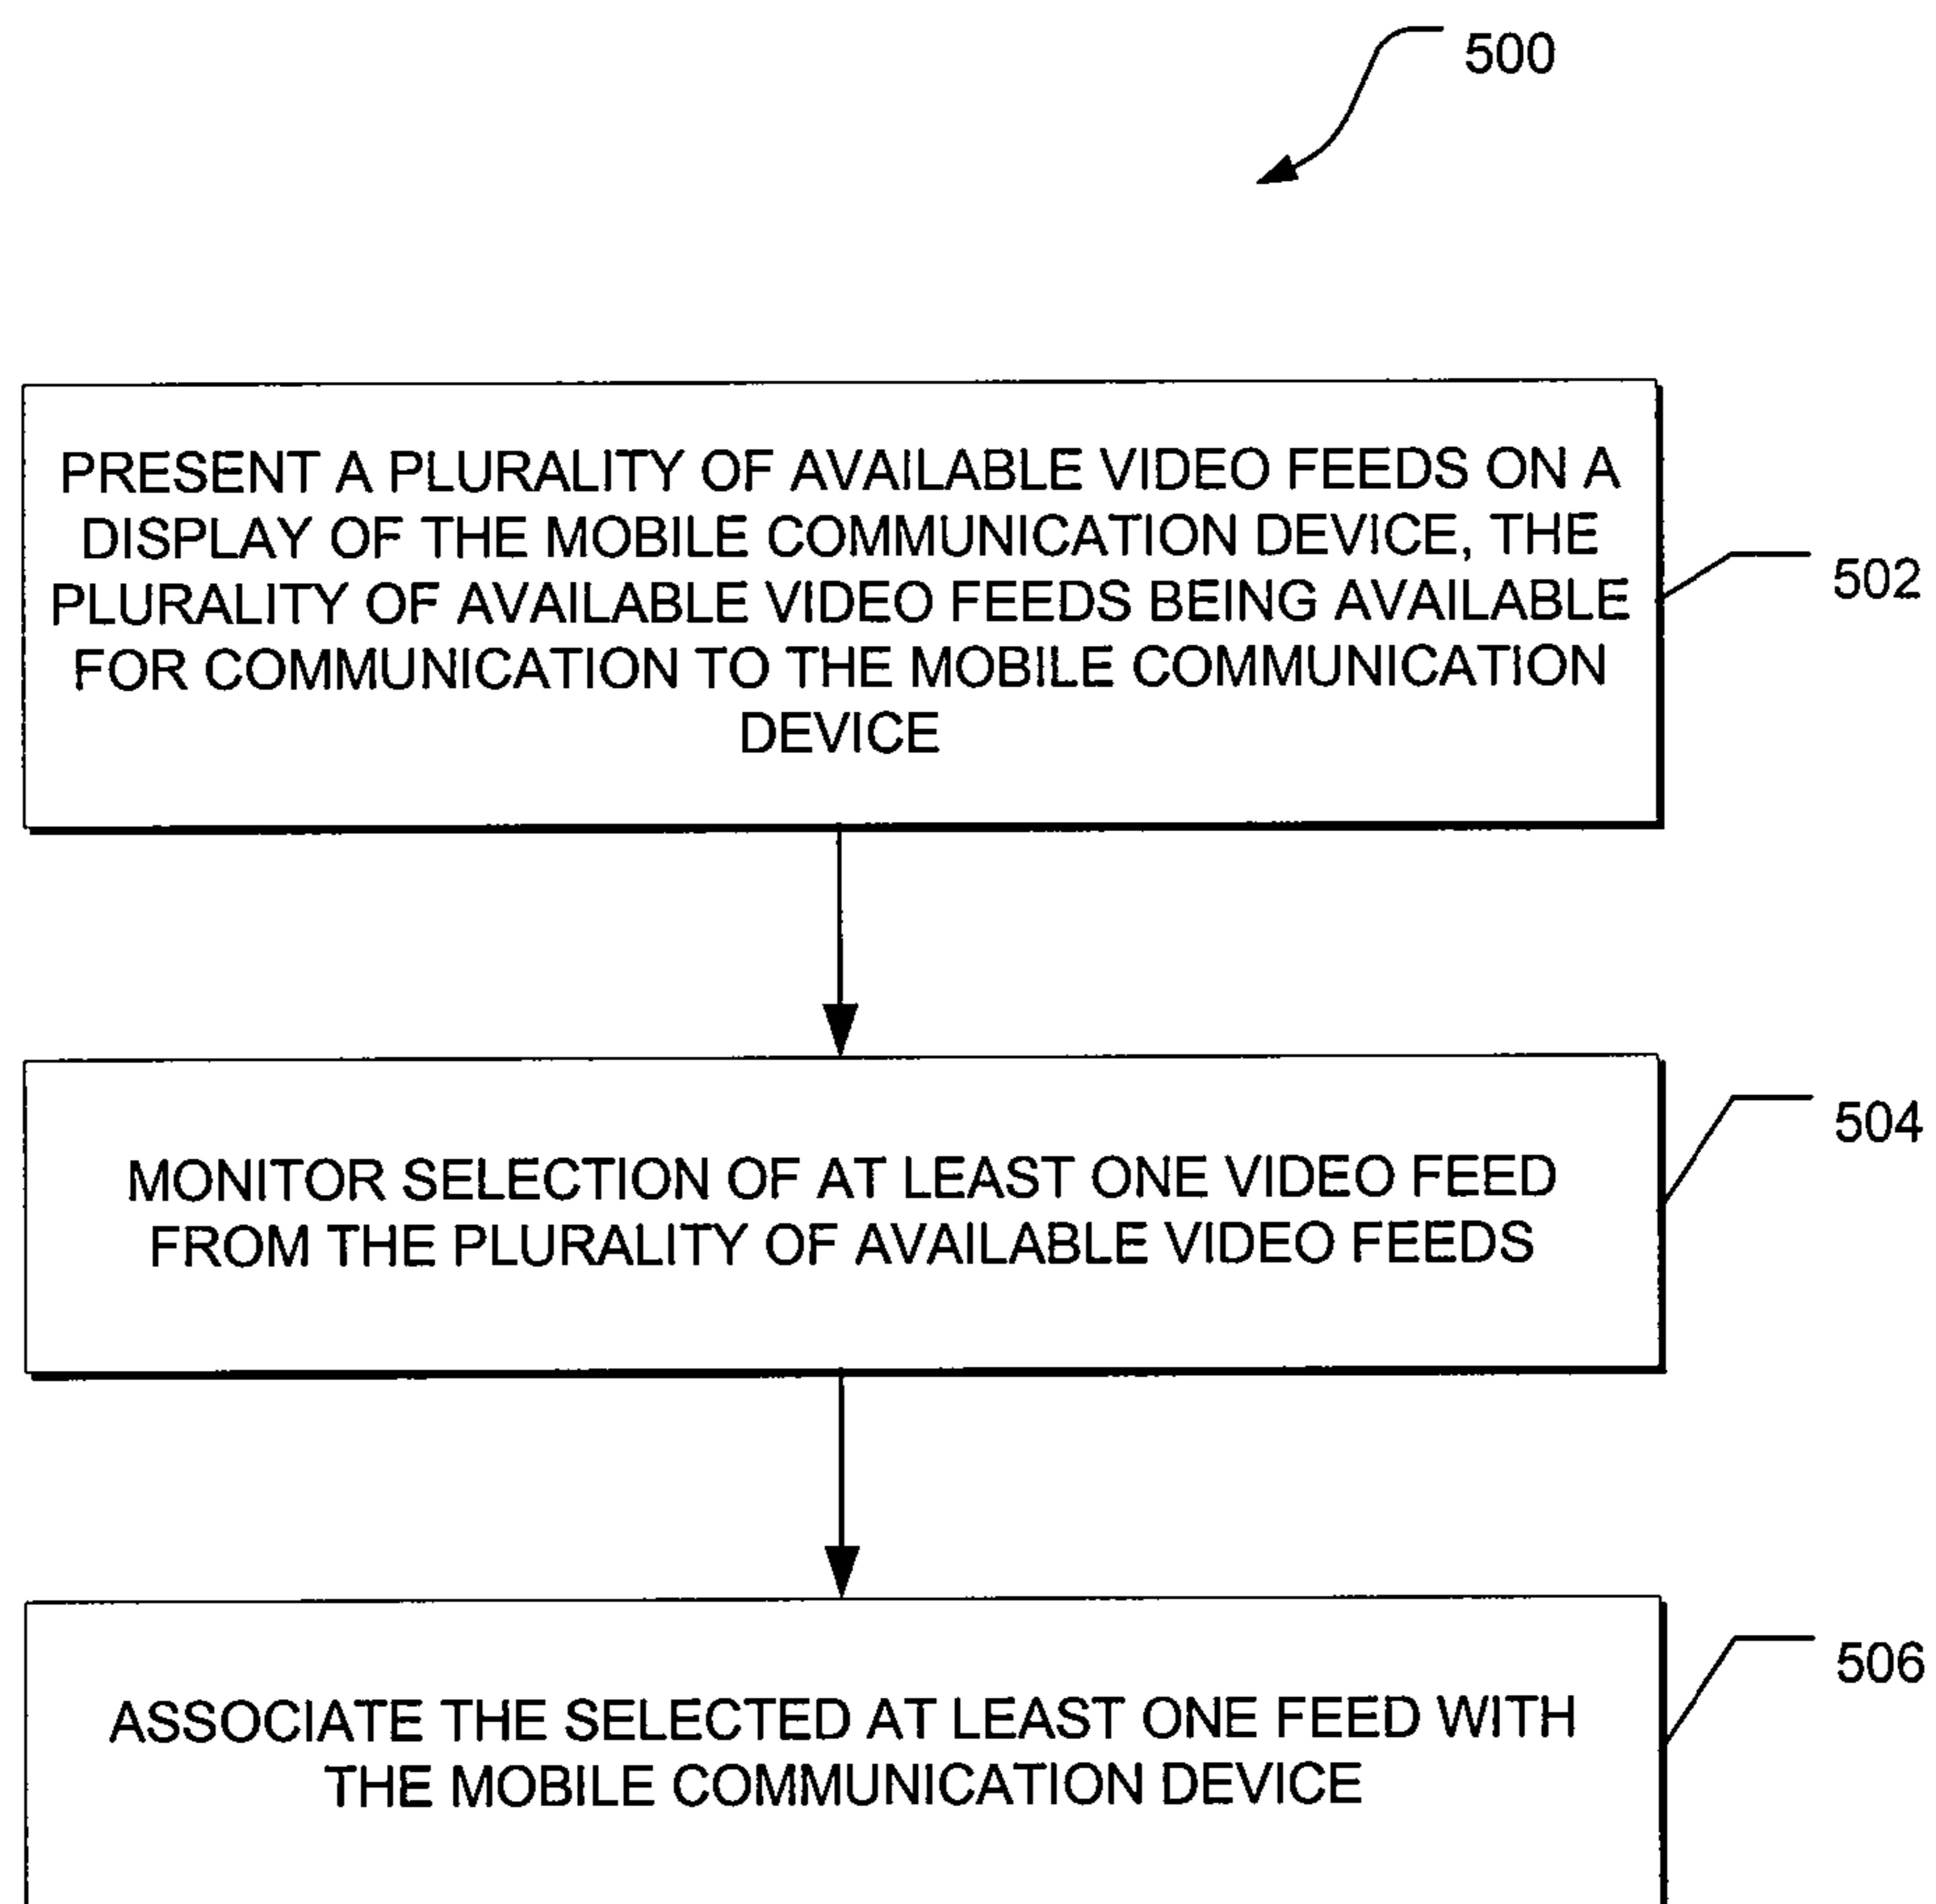 500
PRESENT A PLURALITY OF AVAILABLE VIDEO FEEDS ON A
DISPLAY OF THE MOBILE COMMUNICATION DEVICE, THE
PLURALITY OF AVAILABLE VIDEO FEEDS BEING AVAILABLE
FOR COMMUNICATION TO THE MOBILE COMMUNICATION
DEVICE
502
MONITOR SELECTION OF AT LEAST ONE VIDEO FEED
FROM THE PLURALITY OF AVAILABLE VIDEO FEEDS
504
ASSOCIATE THE SELECTED AT LEAST ONE FEED WITH
THE MOBILE COMMUNICATION DEVICE
506